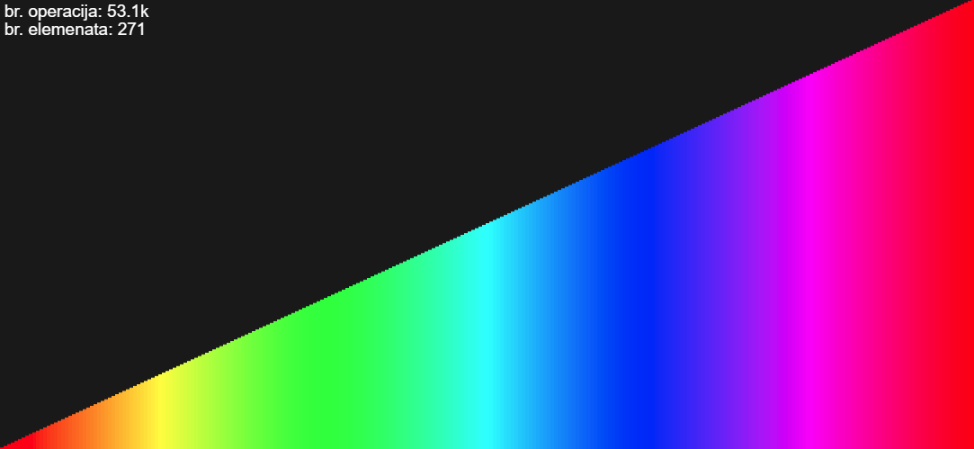 br. operacija: 53.1k
br. elemenata: 271